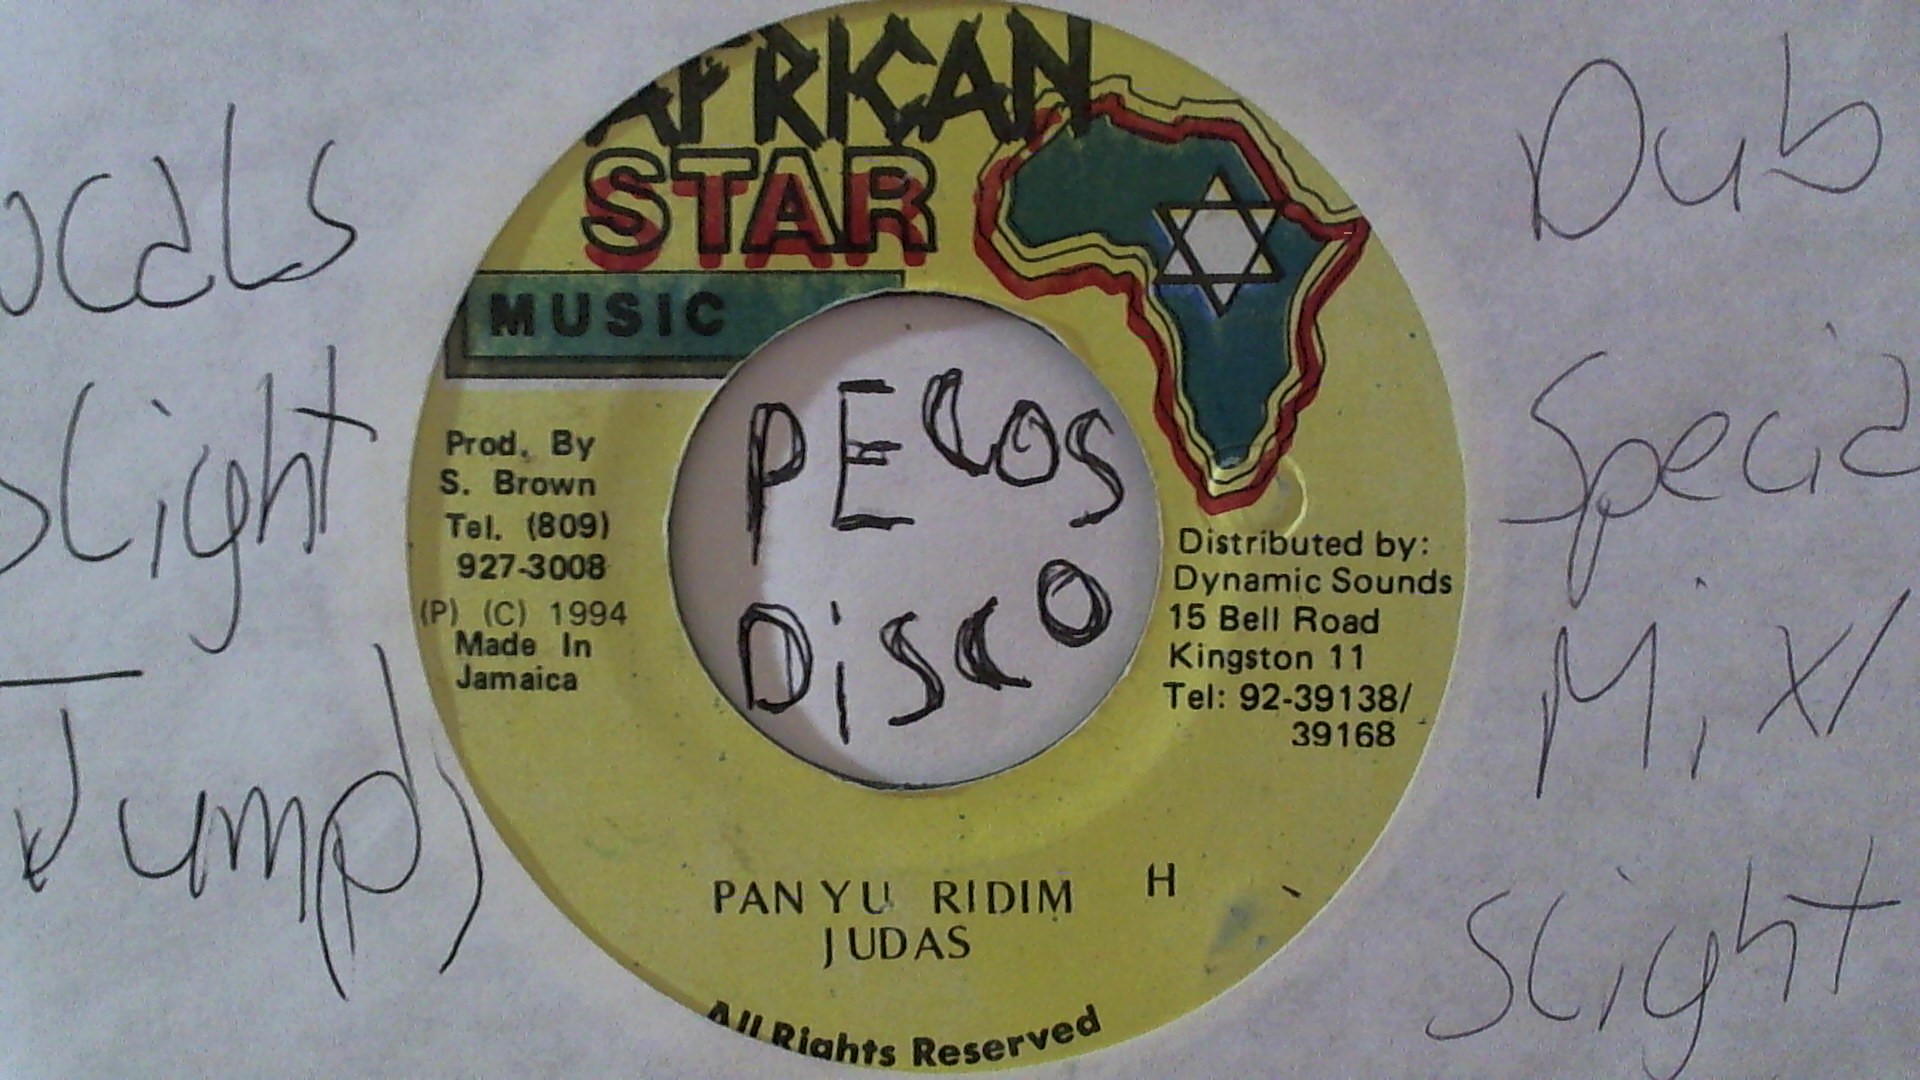 AFRICAN
STAR
MUSIC
Prod. By
S. Brown
Tel. (809)
927-3008
(P) (C) 1994
Made In
Jamaica
PECOS
DISCO
Distributed by:
Dynamic Sounds
15 Bell Road
Kingston 11
Tel: 92-39138/
39168
PAN YU RIDIM H
JUDAS
All Rights Reserved
ocals
slight
Jumps
Dub
Specia
Mix/
slight